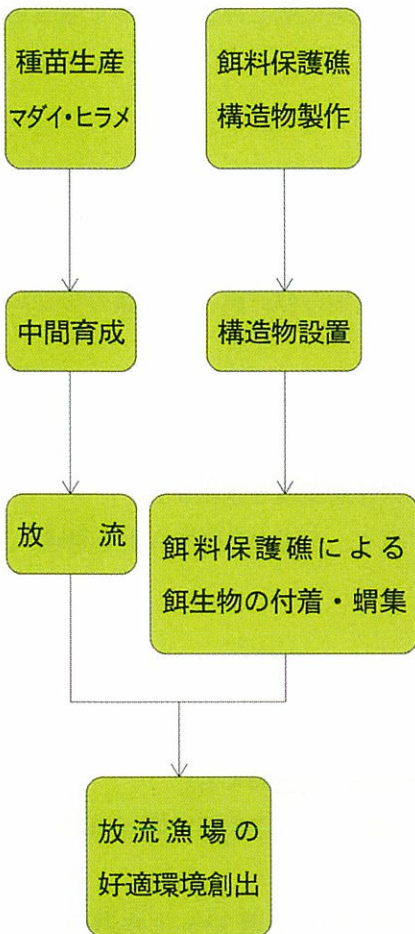 種苗生産
マダイ・ヒラメ
餌料保護礁
構造物製作
中間育成
構造物設置
放　流
餌料保護礁による
餌生物の付着・蝟集
放流漁場の
好適環境創出